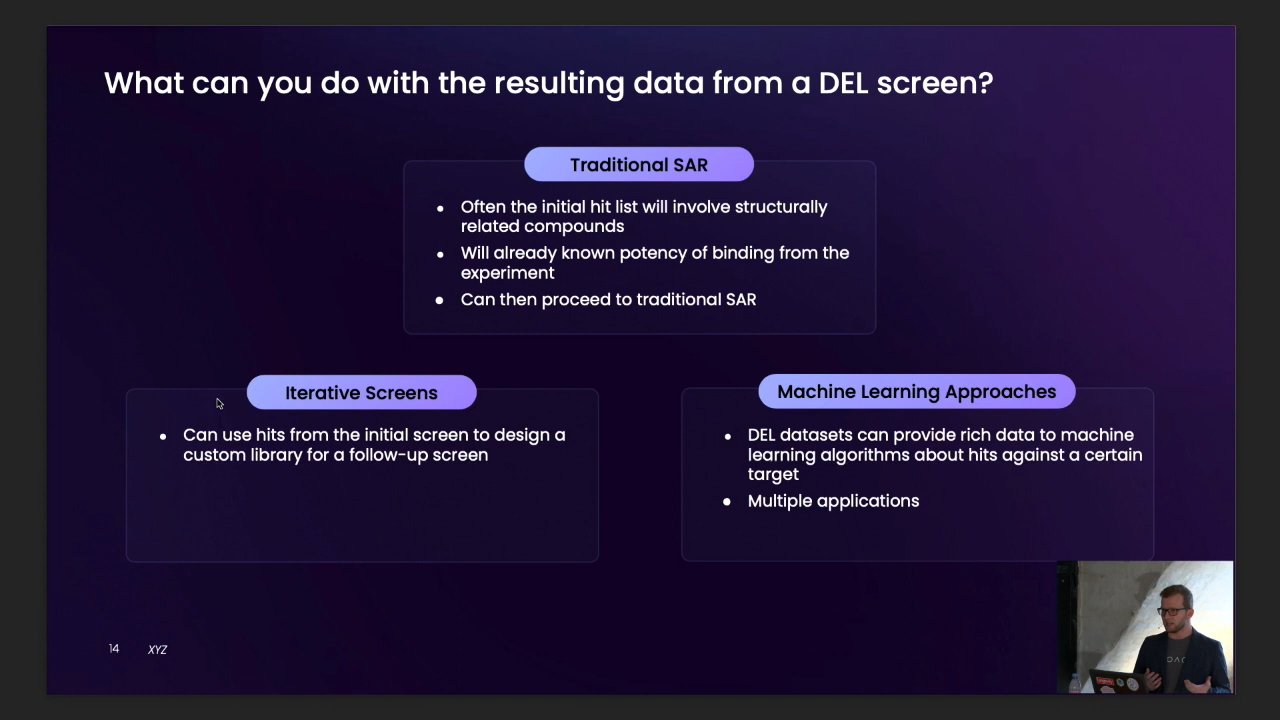 What can you do with the resulting data from a DEL screen?
Traditional SAR
• Often the initial hit list will involve structurally
related compounds
• Will already known potency of binding from the
experiment
• Can then proceed to traditional SAR
Iterative Screens
• Can use hits from the initial screen to design a
custom library for a follow-up screen
Machine Learning Approaches
• DEL datasets can provide rich data to machine
learning algorithms about hits against a certain
target
• Multiple applications
14
XYZ